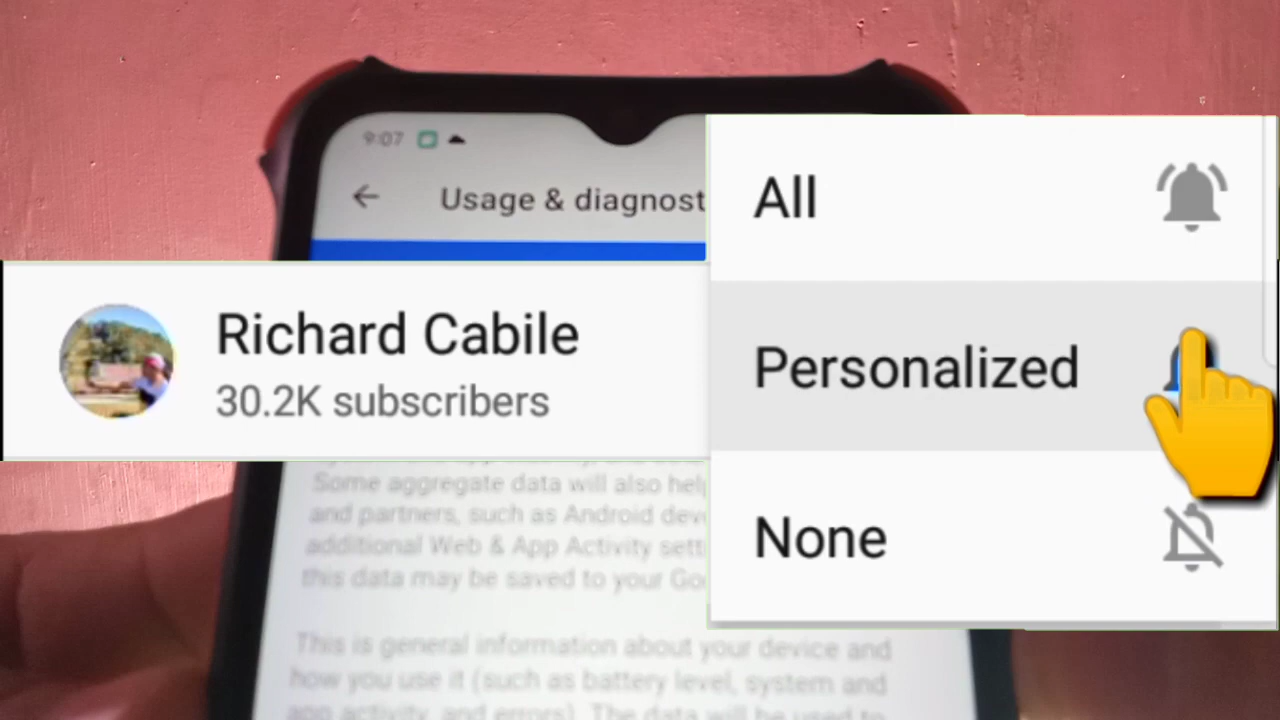 9:07
Usage & diagnost
All
Richard Cabile
30.2K subscribers
Personalized
None
Some aggregate data will also help
and partners, such as Android deve
additional Web & App Activity sett
this data may be saved to your Goo
This is general information about your device and
how you use it (such as battery level, system and
app activity, and errors). The data will be used to